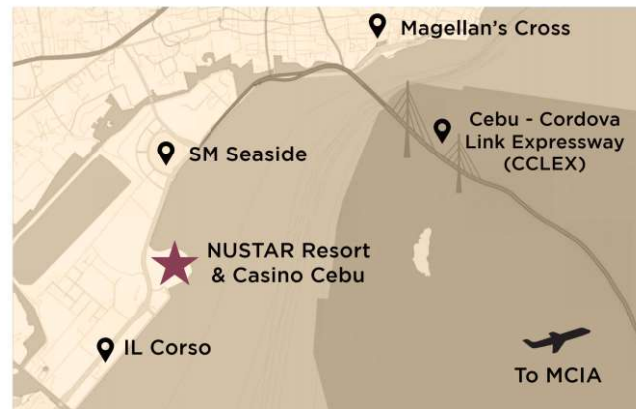 Magellan's Cross
Cebu - Cordova
Link Expressway
(CCLEX)
SM Seaside
NUSTAR Resort
& Casino Cebu
IL Corso
To MCIA